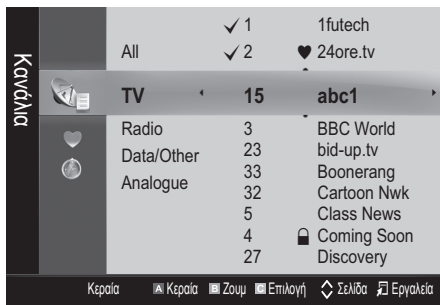 Κανάλια
✓ 1 1futech
All ✓ 2 ♥ 24ore.tv
TV 15 abc1
Radio 3 BBC World
Data/Other 23 bid-up.tv
Analogue 33 Boonerang
32 Cartoon Nwk
5 Class News
4 Coming Soon
27 Discovery
Κεραία A Κεραία B Ζουμ C Επιλογή Σελίδα Εργαλεία